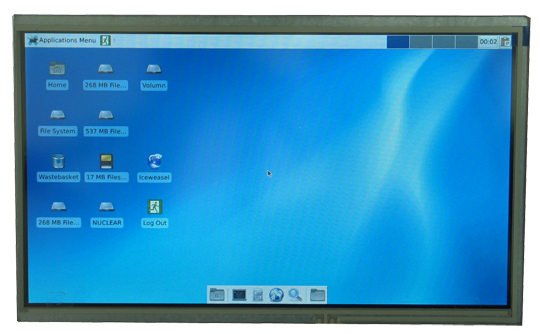 Applications Menu
00:02
Home
268 MB File...
Volumn
File System
537 MB File...
Wastebasket
17 MB Files...
Iceweasel
268 MB File...
NUCLEAR
Log Out